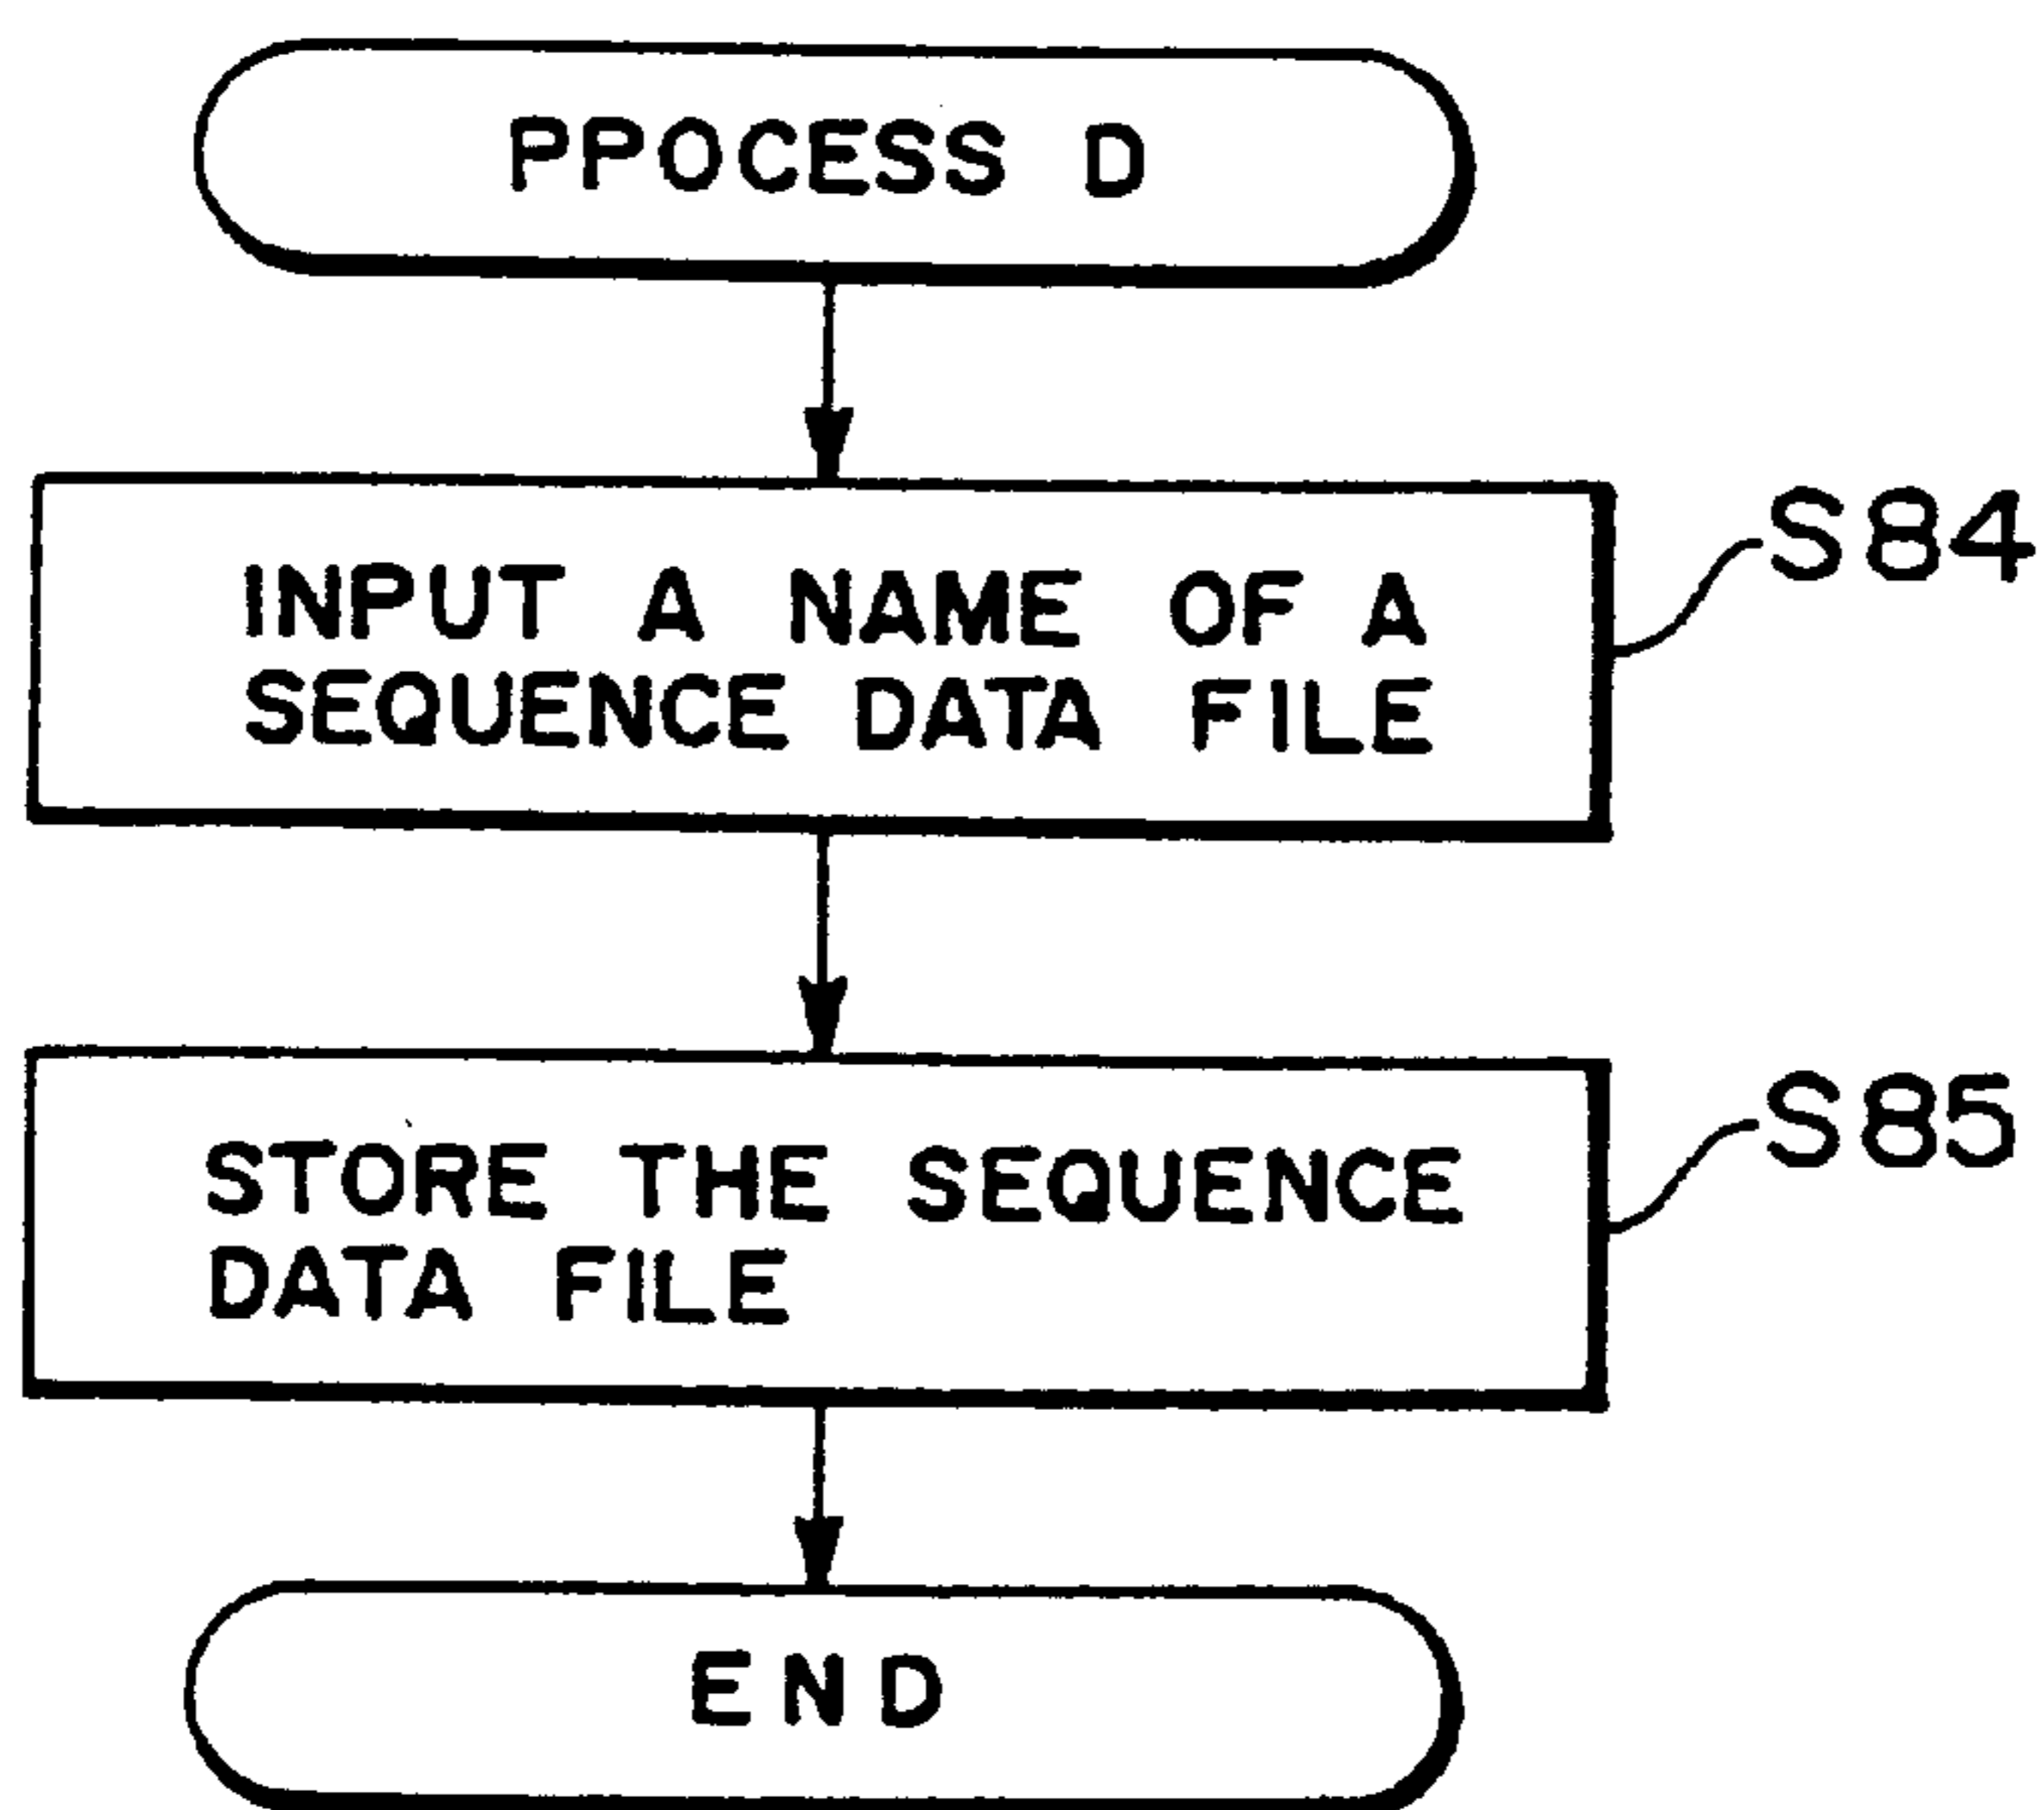 PPOCESS D
INPUT A NAME OF A
SEQUENCE DATA FILE
S84
STORE THE SEQUENCE
DATA FILE
S85
END